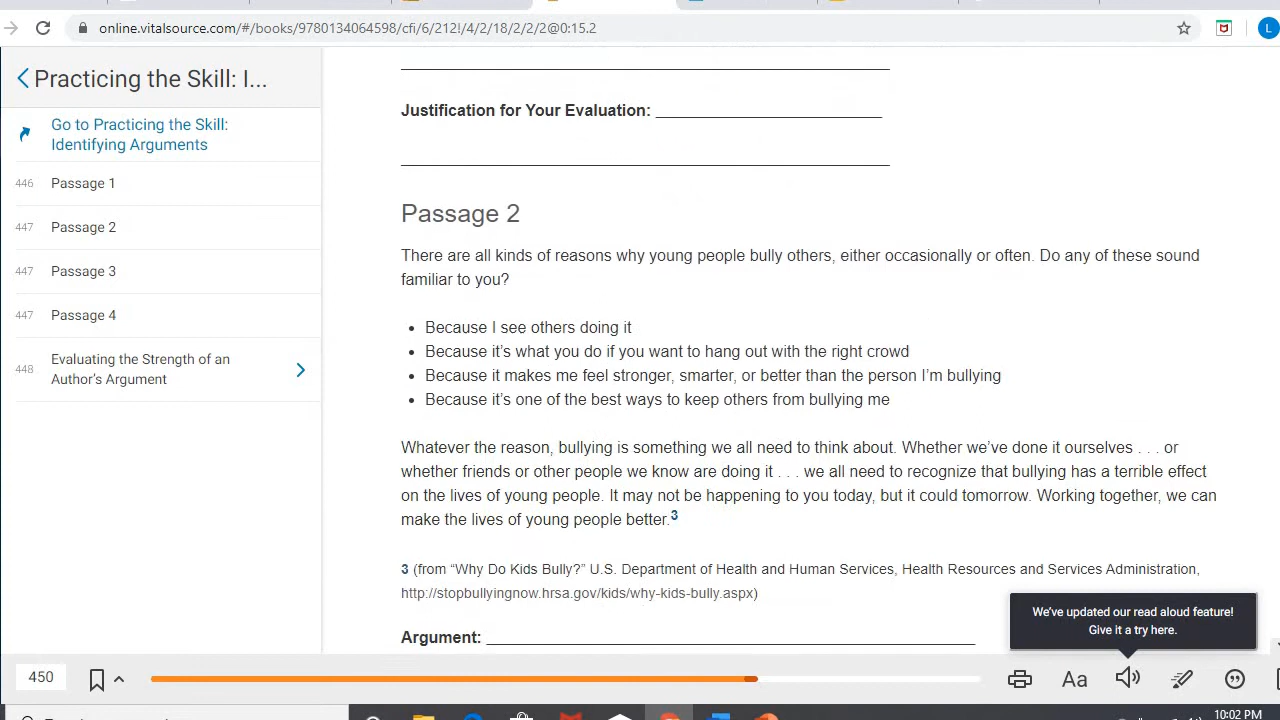 online.vitalsource.com/#/books/9780134064598/cfi/6/212!/4/2/18/2/2/2@0:15.2
L
Practicing the Skill: I...
Go to Practicing the Skill:
Identifying Arguments
446 Passage 1
447 Passage 2
447 Passage 3
447 Passage 4
448 Evaluating the Strength of an
Author's Argument
Justification for Your Evaluation:
Passage 2
There are all kinds of reasons why young people bully others, either occasionally or often. Do any of these sound
familiar to you?
• Because I see others doing it
• Because it's what you do if you want to hang out with the right crowd
• Because it makes me feel stronger, smarter, or better than the person I'm bullying
• Because it's one of the best ways to keep others from bullying me
Whatever the reason, bullying is something we all need to think about. Whether we've done it ourselves . . . or
whether friends or other people we know are doing it . . . we all need to recognize that bullying has a terrible effect
on the lives of young people. It may not be happening to you today, but it could tomorrow. Working together, we can
make the lives of young people better.3
3 (from “Why Do Kids Bully?” U.S. Department of Health and Human Services, Health Resources and Services Administration,
http://stopbullyingnow.hrsa.gov/kids/why-kids-bully.aspx)
Argument:
We've updated our read aloud feature!
Give it a try here.
450
Aa
10:02 PM